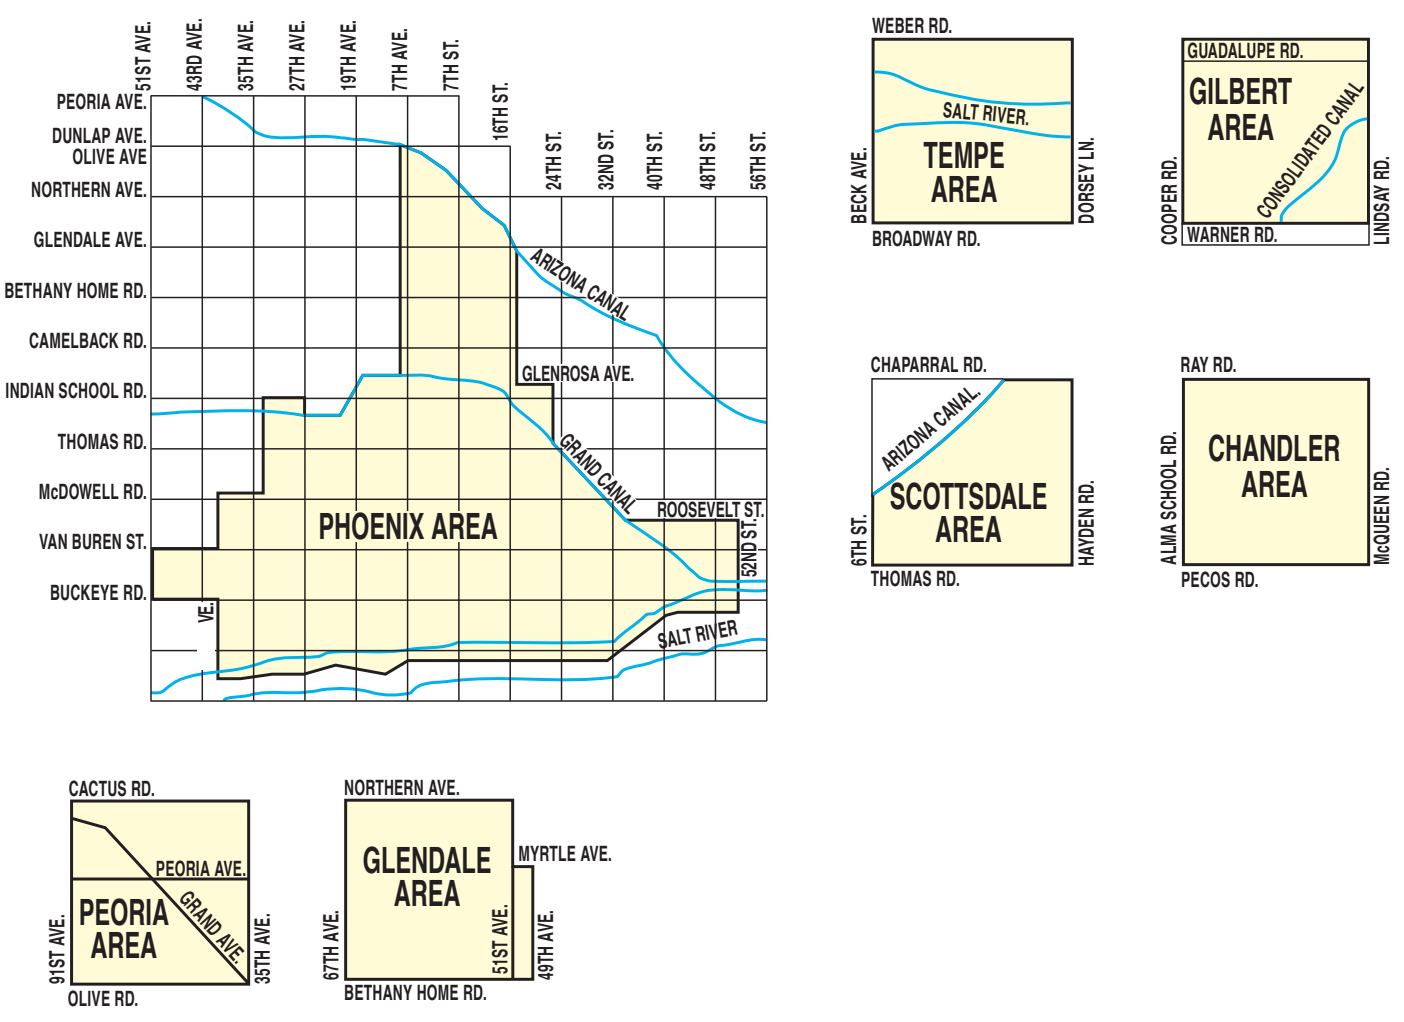 51ST AVE.
43RD AVE.
35TH AVE.
27TH AVE.
19TH AVE.
7TH AVE.
7TH ST.
16TH ST.
24TH ST.
32ND ST.
40TH ST.
48TH ST.
56TH ST.
PEORIA AVE.
DUNLAP AVE.
OLIVE AVE
NORTHERN AVE.
GLENDALE AVE.
BETHANY HOME RD.
CAMELBACK RD.
INDIAN SCHOOL RD.
THOMAS RD.
McDOWELL RD.
VAN BUREN ST.
BUCKEYE RD.
VE.
ARIZONA CANAL
GLENROSA AVE.
GRAND CANAL
ROOSEVELT ST.
52ND ST.
PHOENIX AREA
SALT RIVER
WEBER RD.
SALT RIVER.
TEMPE
AREA
BECK AVE.
DORSEY LN.
BROADWAY RD.
GUADALUPE RD.
GILBERT
AREA
CONSOLIDATED CANAL
COOPER RD.
LINDSAY RD.
WARNER RD.
CHAPARRAL RD.
ARIZONA CANAL.
SCOTTSDALE
AREA
6TH ST.
HAYDEN RD.
THOMAS RD.
RAY RD.
CHANDLER
AREA
ALMA SCHOOL RD.
McQUEEN RD.
PECOS RD.
CACTUS RD.
PEORIA AVE.
PEORIA
AREA
GRAND AVE.
91ST AVE.
35TH AVE.
OLIVE RD.
NORTHERN AVE.
GLENDALE
AREA
MYRTLE AVE.
67TH AVE.
51ST AVE.
49TH AVE.
BETHANY HOME RD.